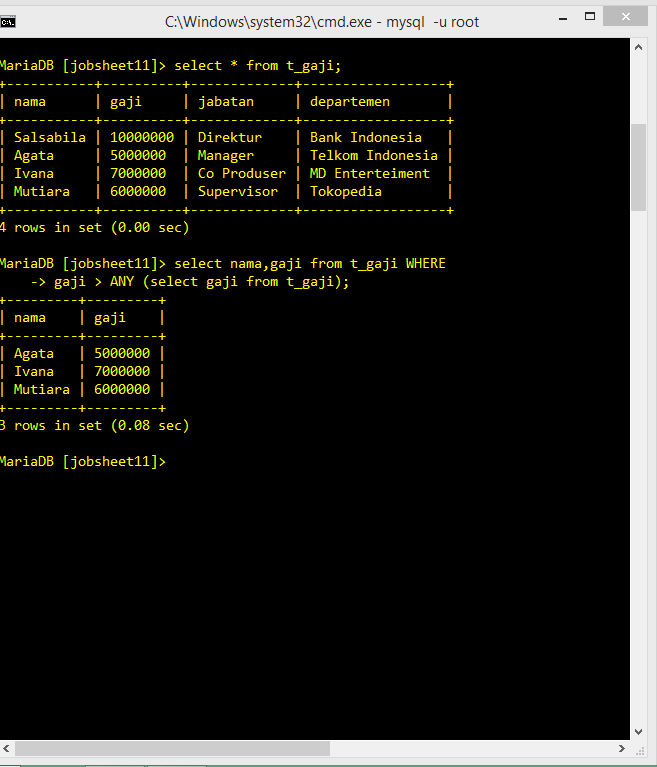 C:\Windows\system32\cmd.exe - mysql  -u root
MariaDB [jobsheet11]> select * from t_gaji;
+-----------+----------+-------------+------------------+
| nama      | gaji     | jabatan     | departemen       |
+-----------+----------+-------------+------------------+
| Salsabila | 10000000 | Direktur    | Bank Indonesia   |
| Agata     | 5000000  | Manager     | Telkom Indonesia |
| Ivana     | 7000000  | Co Produser | MD Enterteiment  |
| Mutiara   | 6000000  | Supervisor  | Tokopedia        |
+-----------+----------+-------------+------------------+
4 rows in set (0.00 sec)
MariaDB [jobsheet11]> select nama,gaji from t_gaji WHERE
    -> gaji > ANY (select gaji from t_gaji);
+---------+---------+
| nama    | gaji    |
+---------+---------+
| Agata   | 5000000 |
| Ivana   | 7000000 |
| Mutiara | 6000000 |
+---------+---------+
3 rows in set (0.08 sec)
MariaDB [jobsheet11]>